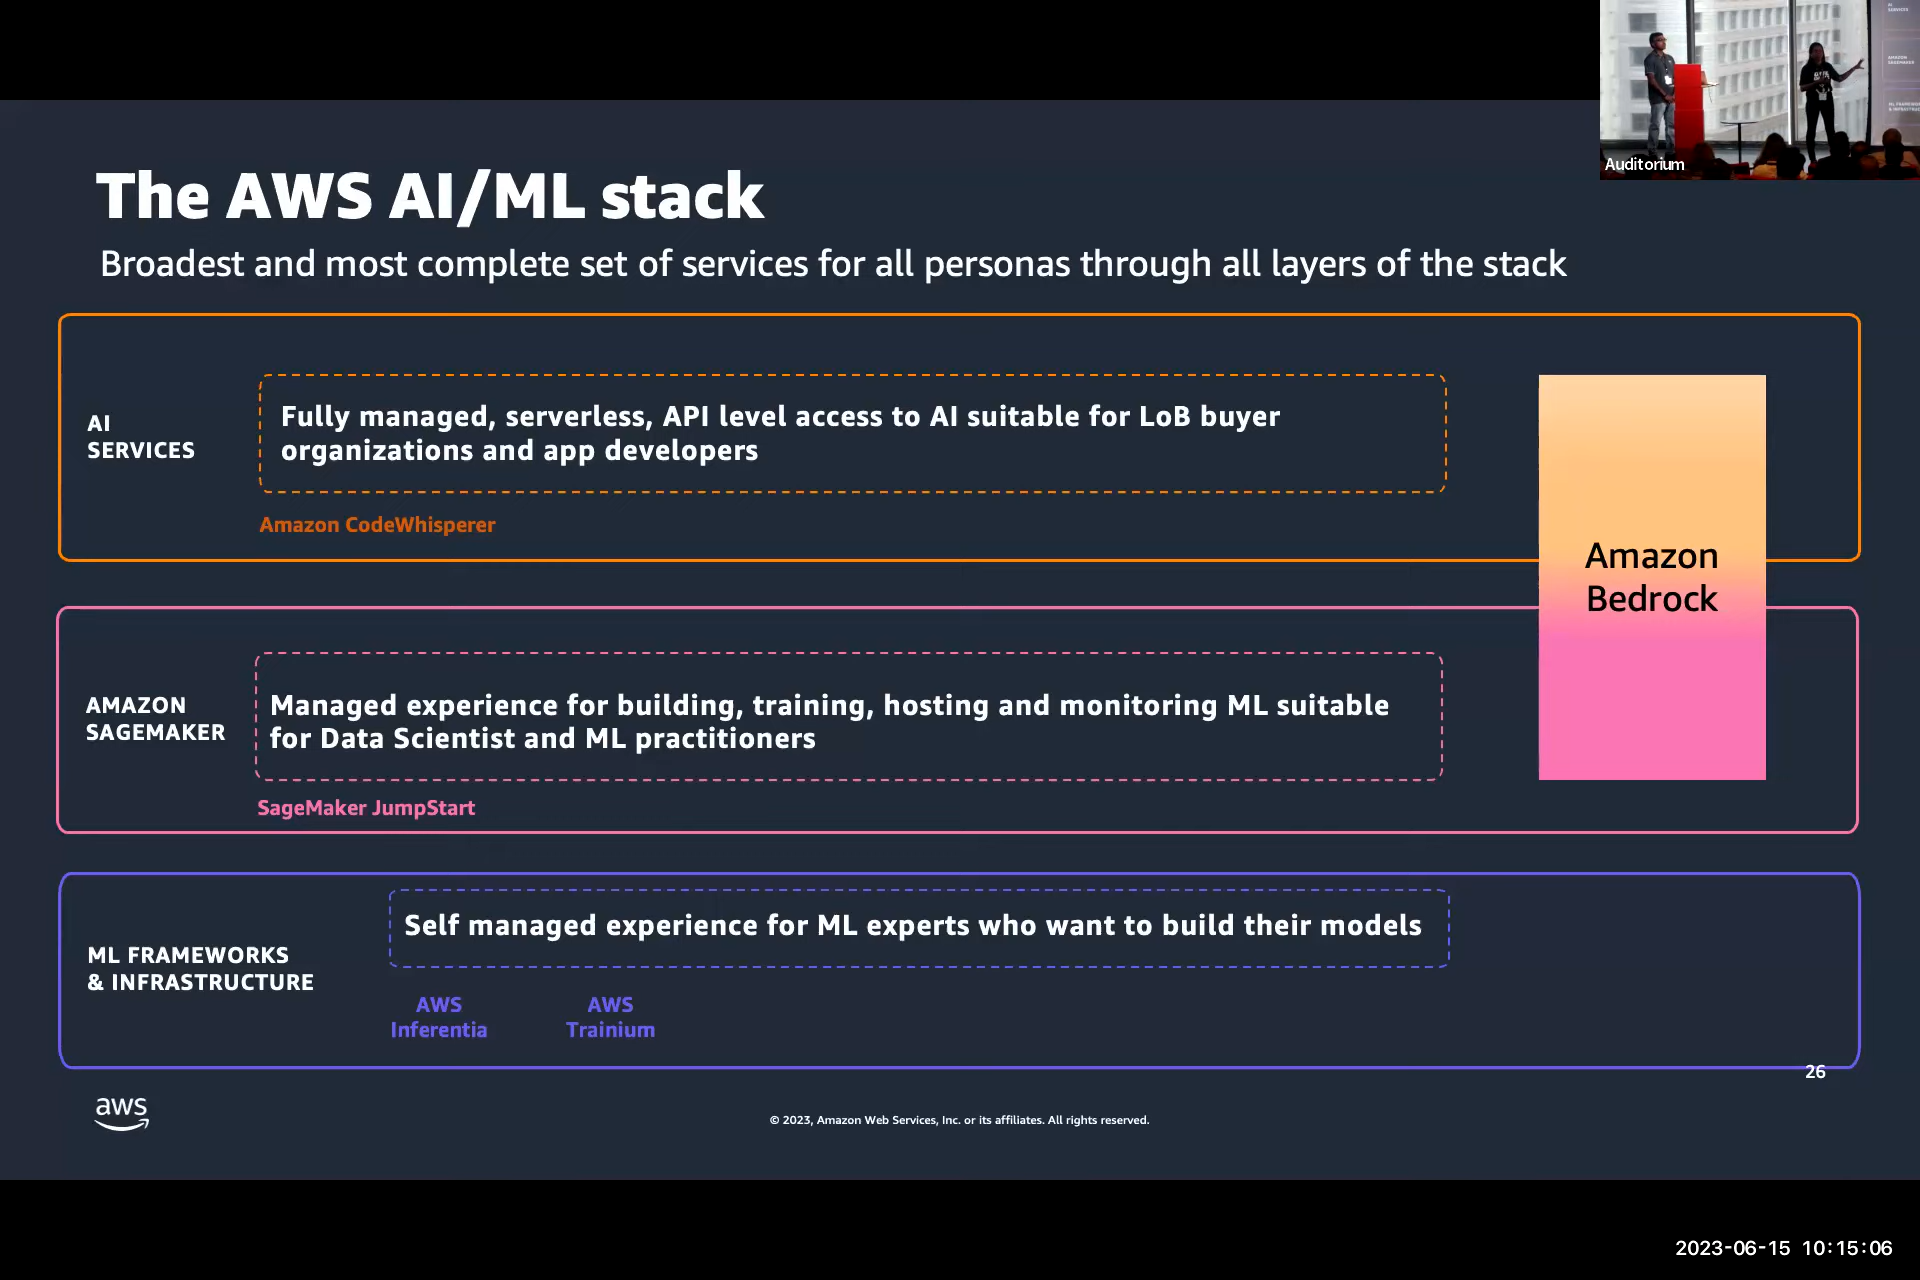 Auditorium
The AWS AI/ML stack
Broadest and most complete set of services for all personas through all layers of the stack
AI
SERVICES
Fully managed, serverless, API level access to AI suitable for LoB buyer
organizations and app developers
Amazon CodeWhisperer
Amazon
Bedrock
AMAZON
SAGEMAKER
Managed experience for building, training, hosting and monitoring ML suitable
for Data Scientist and ML practitioners
SageMaker JumpStart
ML FRAMEWORKS
& INFRASTRUCTURE
Self managed experience for ML experts who want to build their models
AWS
Inferentia
AWS
Trainium
26
aws
© 2023, Amazon Web Services, Inc. or its affiliates. All rights reserved.
2023-06-15 10:15:06